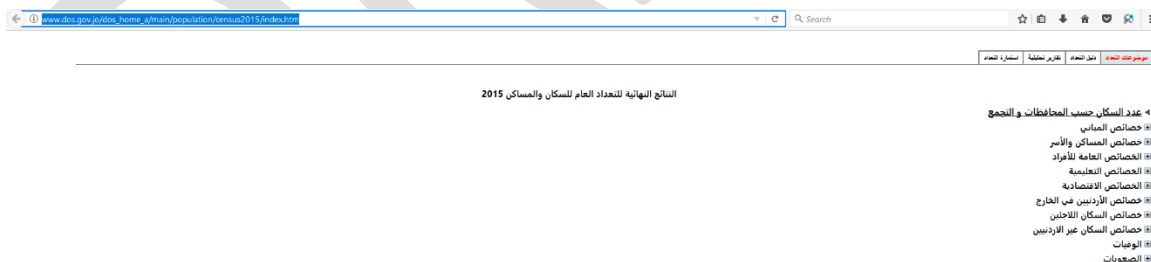 www.dos.gov.jo/dos_home_a/main/population/census2015/index.htm
Search
موضوعات التعداد دليل التعداد تقارير تحليلية استمارة التعداد
النتائج النهائية للتعداد العام للسكان والمساكن 2015
عدد السكان حسب المحافظات و التجمع
خصائص المباني
خصائص المساكن والأسر
الخصائص العامة للأفراد
الخصائص التعليمية
الخصائص الاقتصادية
خصائص الأردنيين في الخارج
خصائص السكان اللاجئين
خصائص السكان غير الاردنيين
الوفيات
الصعوبات